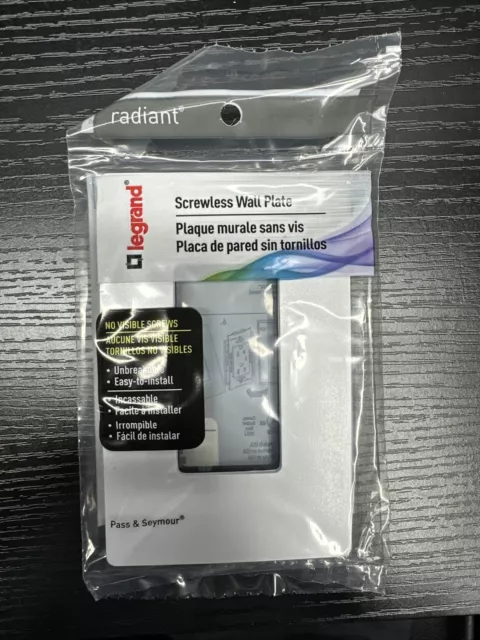 radiant®
legrand®
Screwless Wall Plate
Plaque murale sans vis
Placa de pared sin tornillos
NO VISIBLE SCREWS
AUCUNE VIS VISIBLE
TORNILLOS NO VISIBLES
• Unbreakable
• Easy-to-install
• Incassable
• Facile à installer
• Irrompible
• Fácil de instalar
Pass & Seymour®